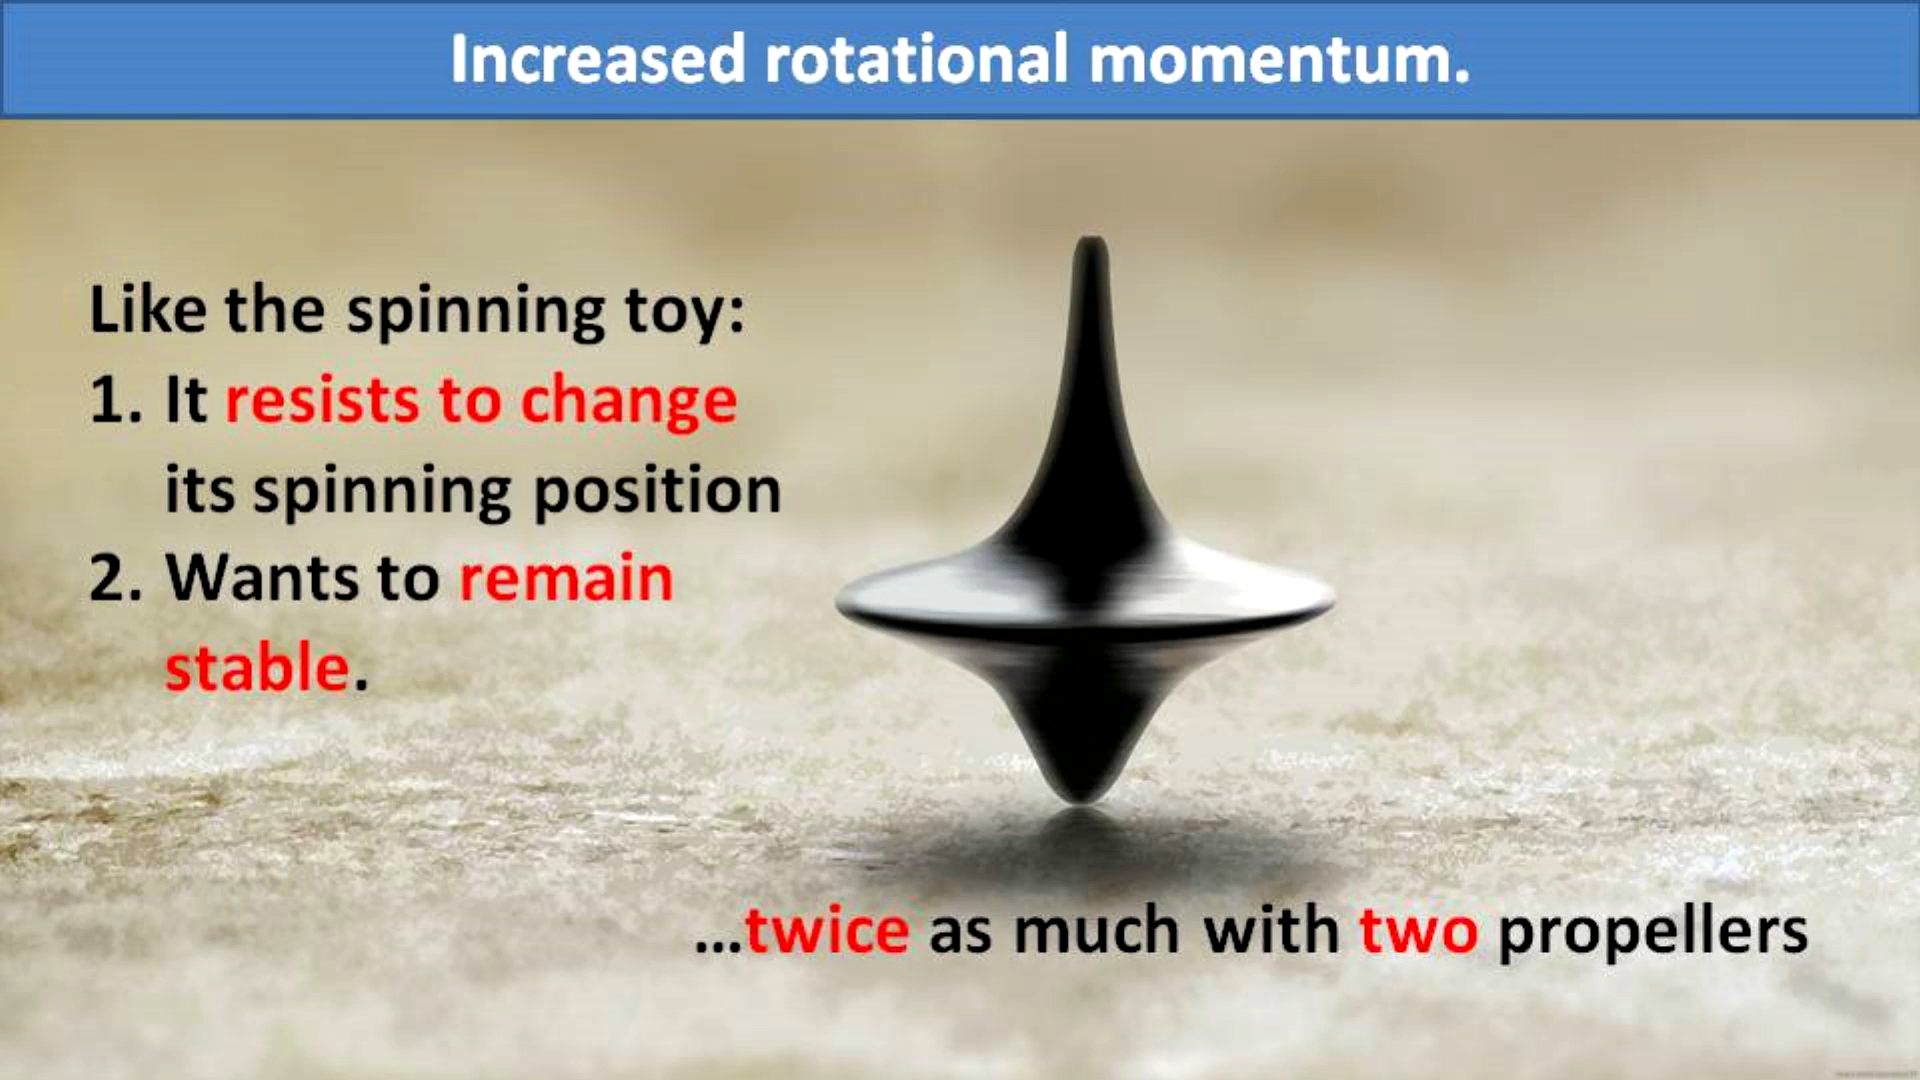 Increased rotational momentum.
Like the spinning toy:
1. It resists to change
its spinning position
2. Wants to remain
stable.
...twice as much with two propellers